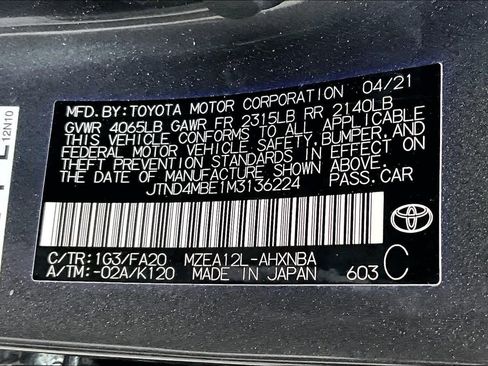 MFD. BY: TOYOTA MOTOR CORPORATION 04/21
GVWR 4065LB GAWR FR 2315LB RR 2140LB
THIS VEHICLE CONFORMS TO ALL APPLICABLE
FEDERAL MOTOR VEHICLE SAFETY, BUMPER, AND
THEFT PREVENTION STANDARDS IN EFFECT ON
THE DATE OF MANUFACTURE SHOWN ABOVE.
JTND4MBE1M3136224 PASS. CAR
C/TR: 1G3/FA20 MZEA12L-AHXNBA
A/TM: -02A/K120 MADE IN JAPAN 603 C
TOYOTA
12N10